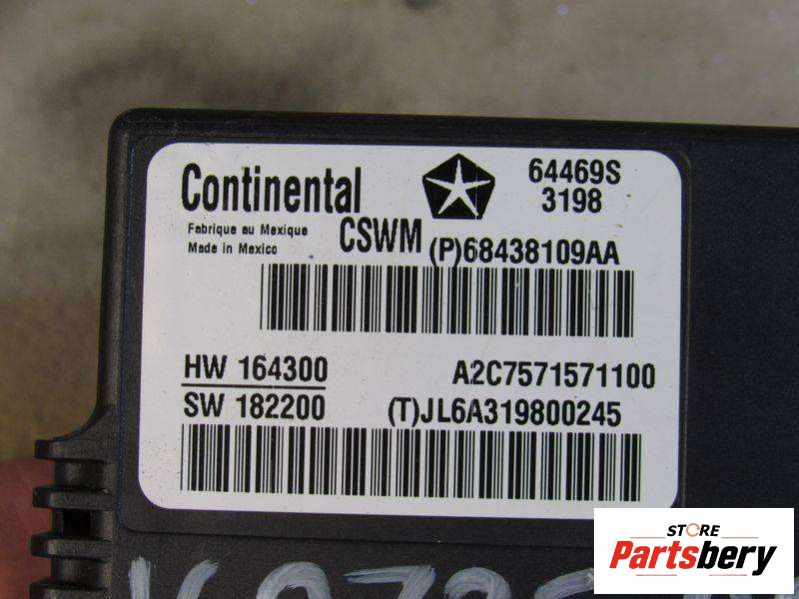 Continental
64469S
3198
Fabrique au Mexique
Made in Mexico
CSWM (P)68438109AA
HW 164300
A2C7571571100
SW 182200
(T)JL6A319800245
STORE
Partsbery